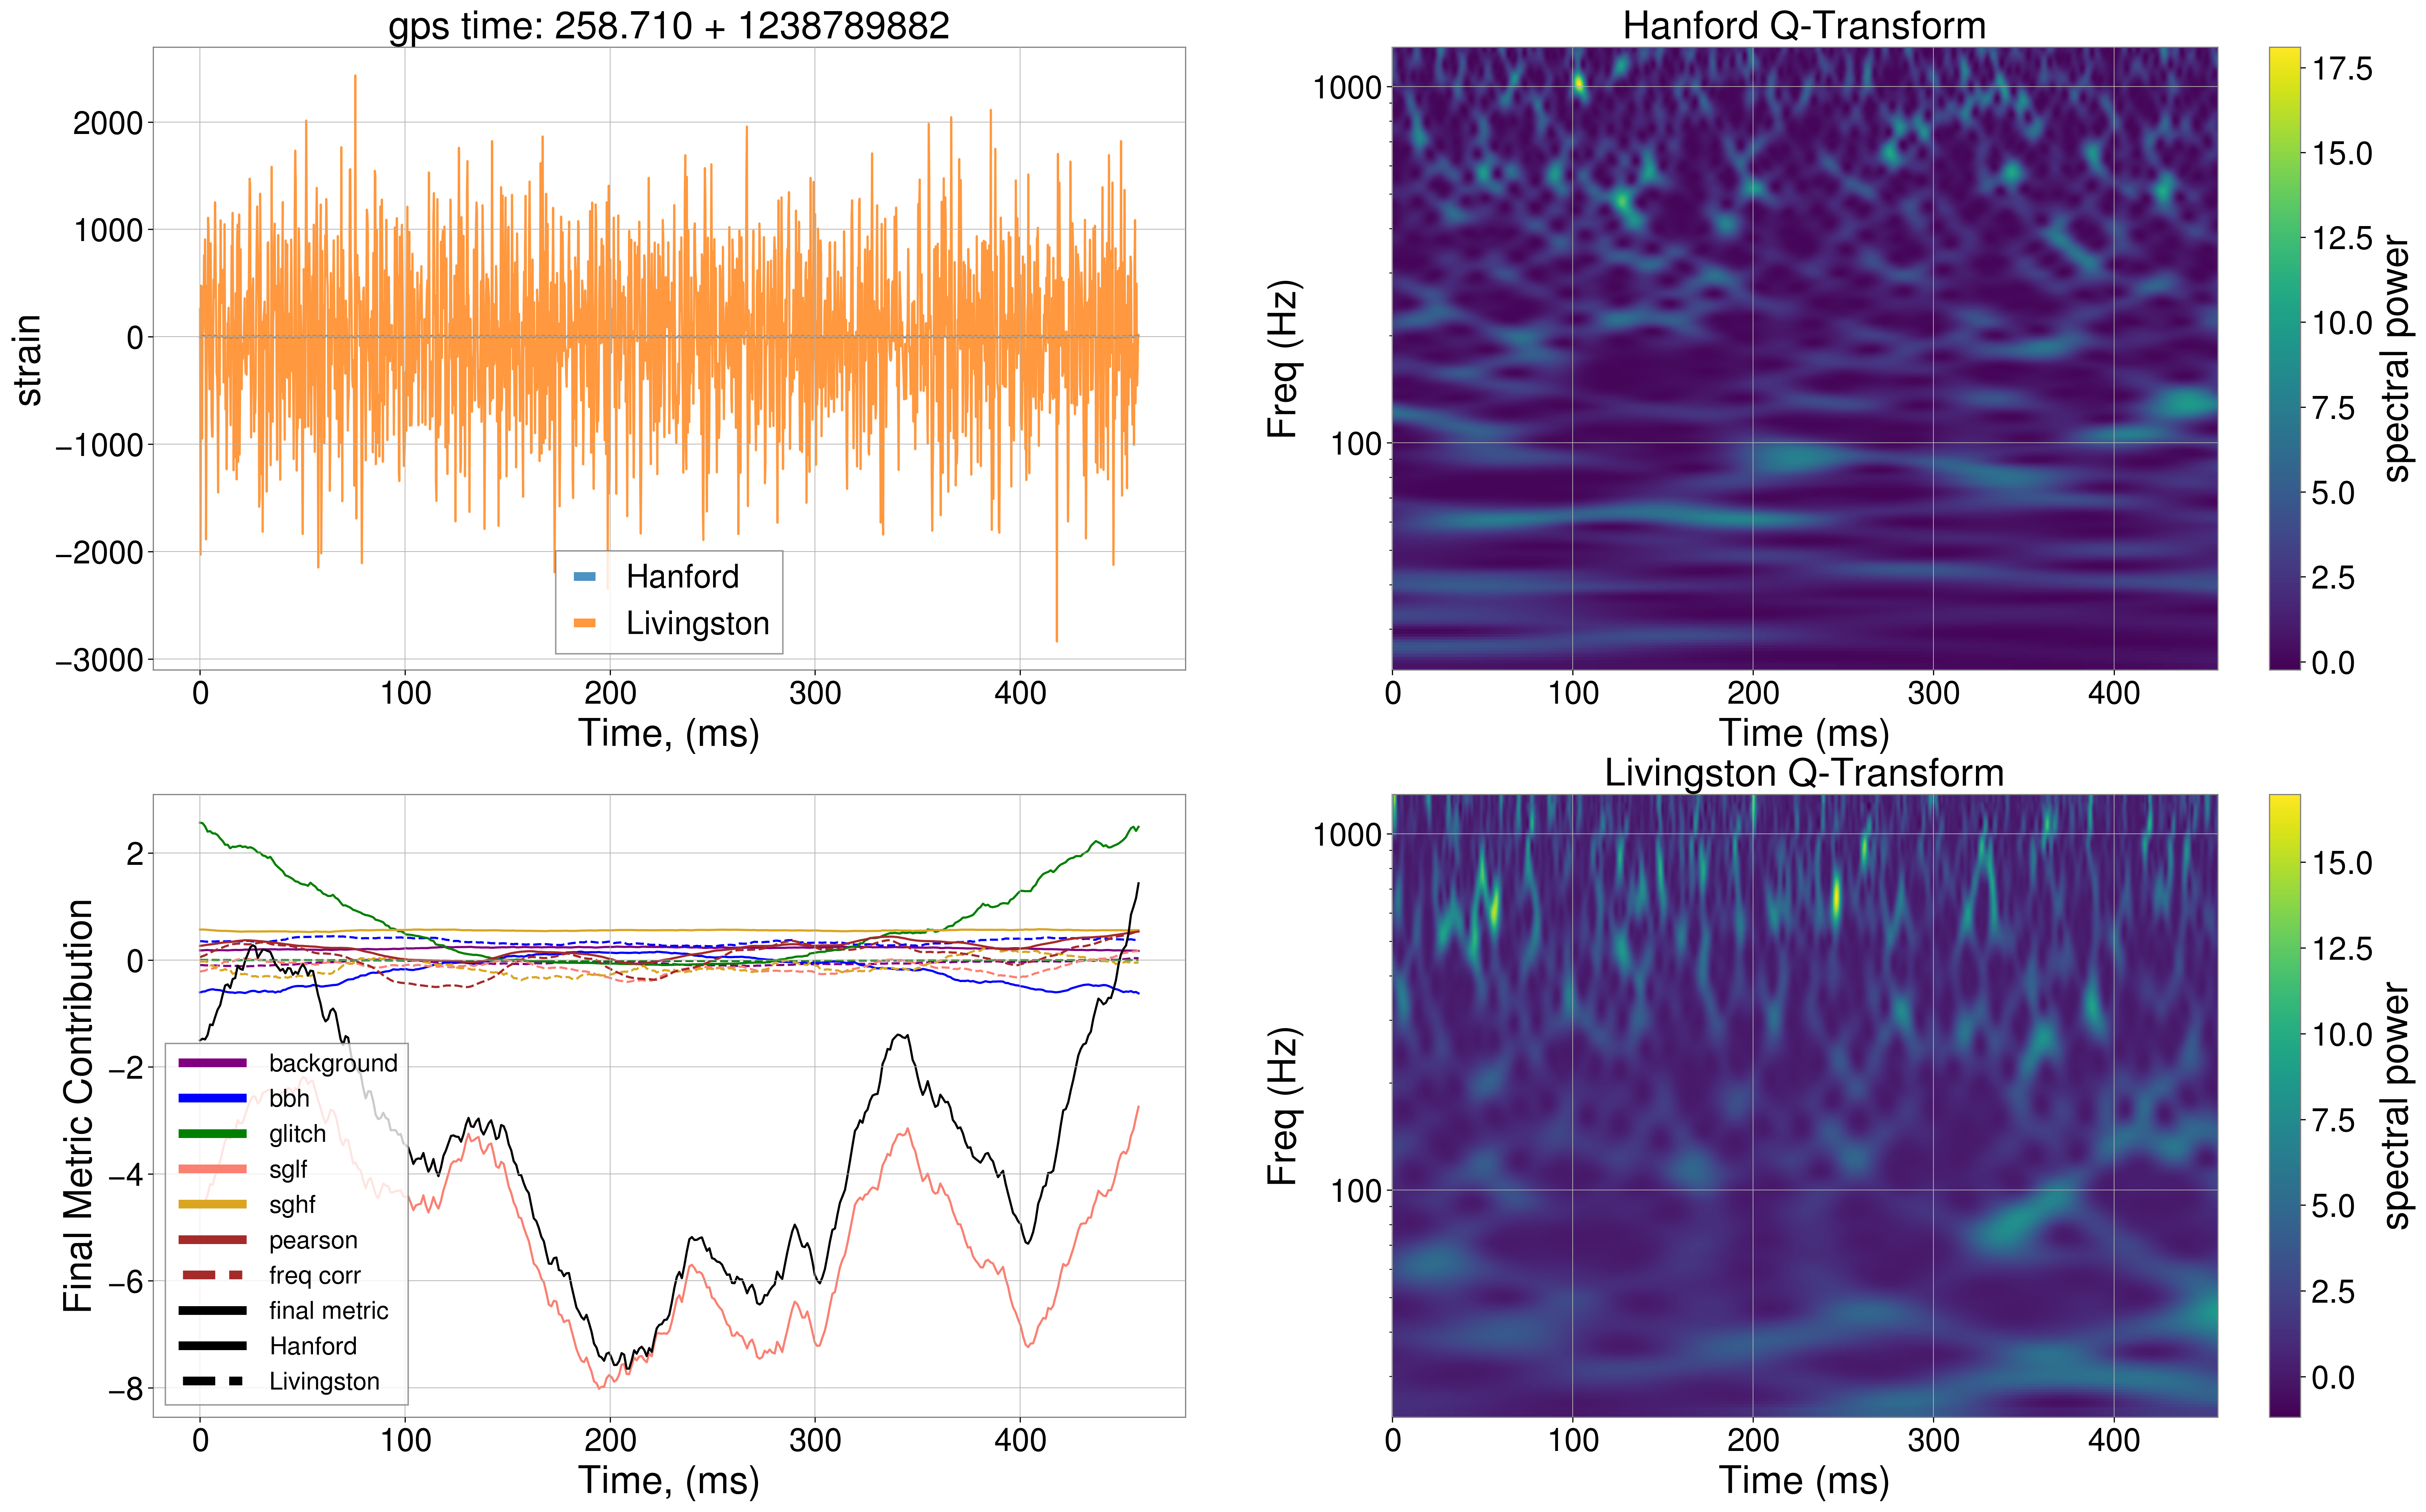 gps time: 258.710 + 1238789882
strain
2000
1000
0
−1000
−2000
−3000
Hanford
Livingston
0 100 200 300 400
Time, (ms)
Hanford Q-Transform
Freq (Hz)
1000
100
0 100 200 300 400
Time (ms)
17.5
15.0
12.5
10.0
7.5
5.0
2.5
0.0
spectral power
Final Metric Contribution
2
0
−2
−4
−6
−8
background
bbh
glitch
sglf
sghf
pearson
freq corr
final metric
Hanford
Livingston
0 100 200 300 400
Time, (ms)
Livingston Q-Transform
Freq (Hz)
1000
100
0 100 200 300 400
Time (ms)
15.0
12.5
10.0
7.5
5.0
2.5
0.0
spectral power